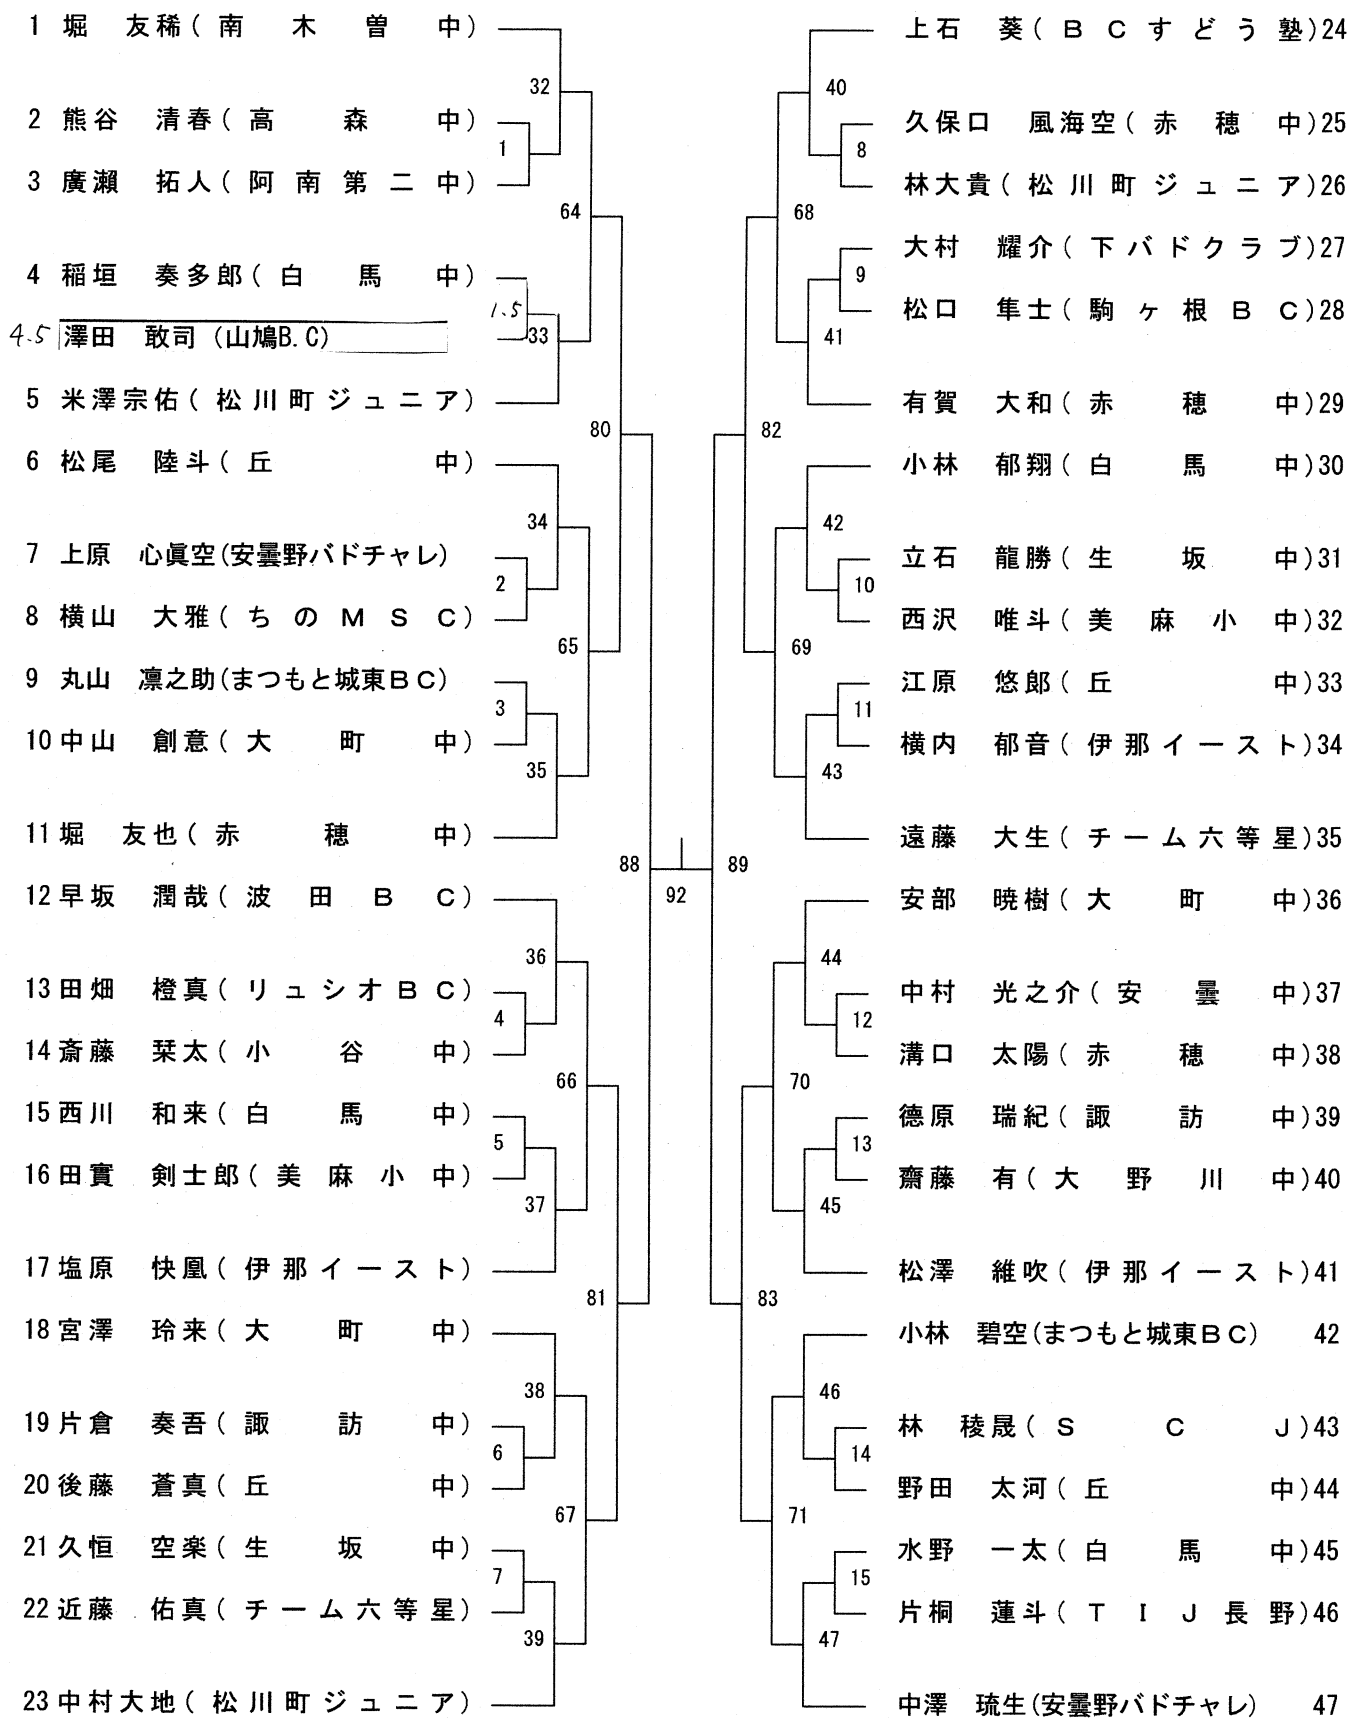 1 堀 友稀(南木曽中)
32
2 熊谷 清春(高森中)
1
3 廣瀬 拓人(阿南第二中)
64
4 稲垣 奏多郎(白馬中)
1.5
4.5 澤田 敢司(山鳩B.C)
33
5 米澤宗佑(松川町ジュニア)
80
6 松尾 陸斗(丘中)
34
7 上原 心眞空(安曇野バドチャレ)
2
8 横山 大雅(ちのMSC)
65
9 丸山 凛之助(まつもと城東BC)
3
10 中山 創意(大町中)
35
11 堀 友也(赤穂中)
88
12 早坂 潤哉(波田BC)
36
13 田畑 橙真(リュシオBC)
4
14 斎藤 栞太(小谷中)
66
15 西川 和来(白馬中)
5
16 田實 剣士郎(美麻小中)
37
17 塩原 快凰(伊那イースト)
81
18 宮澤 玲来(大町中)
38
19 片倉 奏吾(諏訪中)
6
20 後藤 蒼真(丘中)
67
21 久恒 空楽(生坂中)
7
22 近藤 佑真(チーム六等星)
39
23 中村大地(松川町ジュニア)
92
上石 葵(BCすどう塾)24
40
久保口 風海空(赤穂中)25
8
林大貴(松川町ジュニア)26
68
大村 耀介(下バドクラブ)27
9
松口 隼士(駒ヶ根BC)28
41
有賀 大和(赤穂中)29
82
小林 郁翔(白馬中)30
42
立石 龍勝(生坂中)31
10
西沢 唯斗(美麻小中)32
69
江原 悠郎(丘中)33
11
横内 郁音(伊那イースト)34
43
遠藤 大生(チーム六等星)35
89
安部 暁樹(大町中)36
44
中村 光之介(安曇中)37
12
溝口 太陽(赤穂中)38
70
德原 瑞紀(諏訪中)39
13
齋藤 有(大野川中)40
45
松澤 維吹(伊那イースト)41
83
小林 碧空(まつもと城東BC) 42
46
林 稜晟(SCJ)43
14
野田 太河(丘中)44
71
水野 一太(白馬中)45
15
片桐 蓮斗(TIJ長野)46
47
中澤 琉生(安曇野バドチャレ) 47